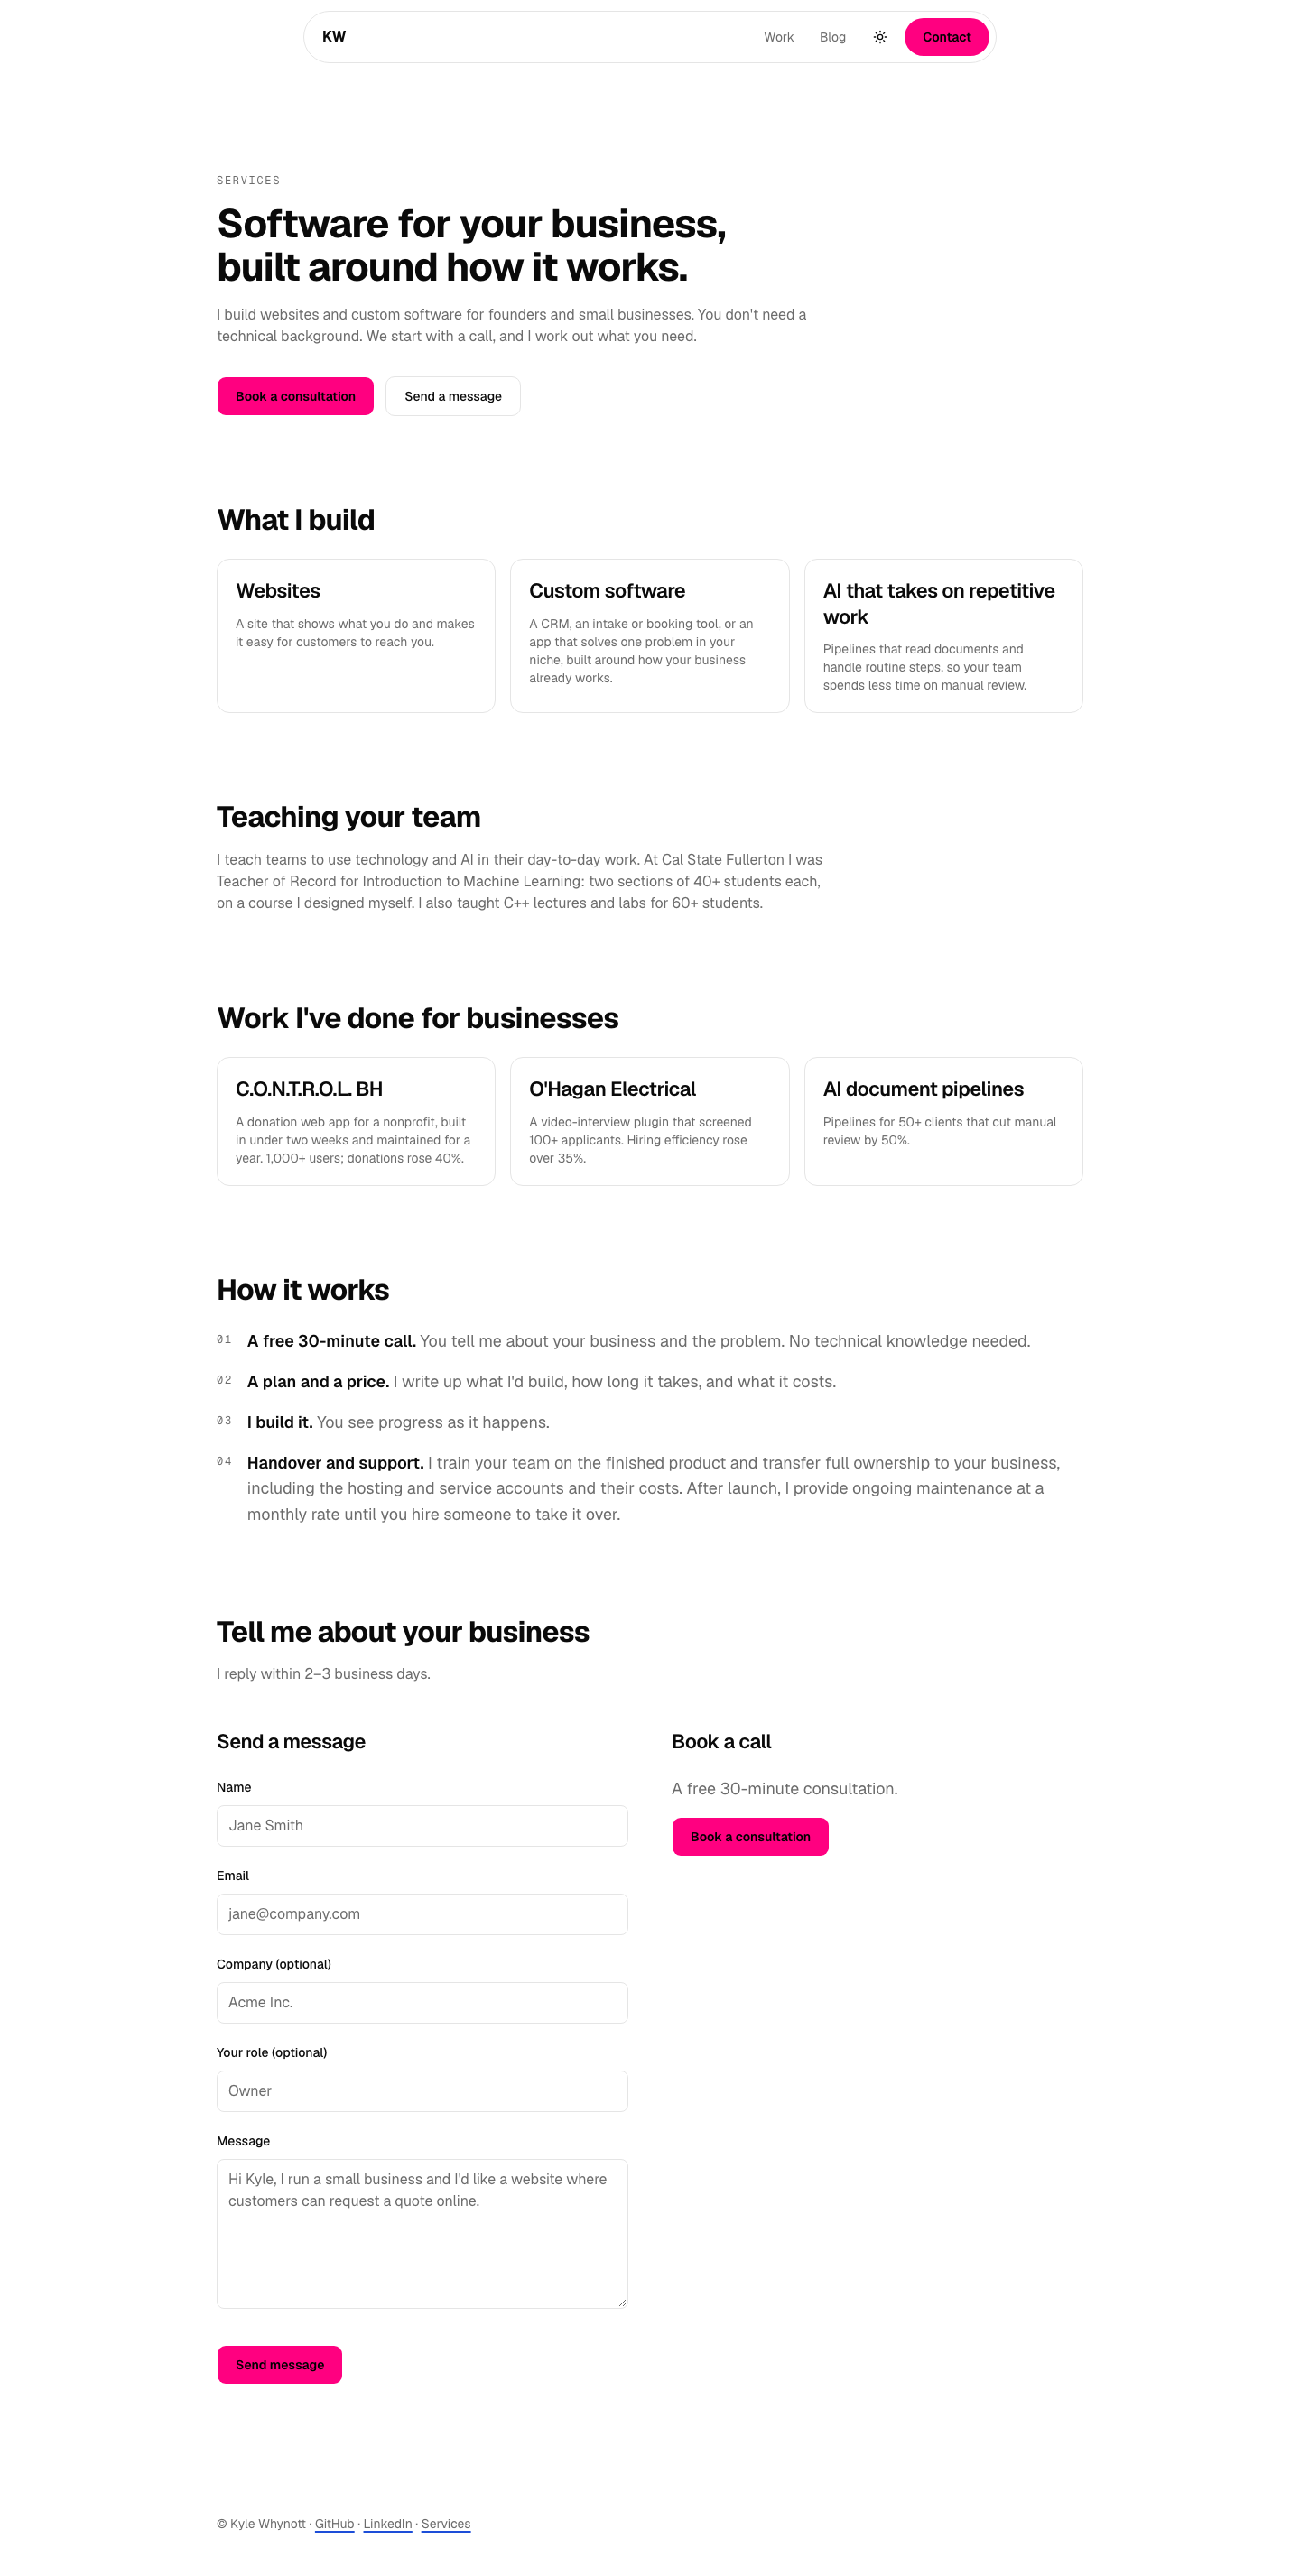 KW
Work
Blog
Contact
SERVICES
Software for your business,
built around how it works.
I build websites and custom software for founders and small businesses. You don't need a
technical background. We start with a call, and I work out what you need.
Book a consultation
Send a message
What I build
Websites
A site that shows what you do and makes
it easy for customers to reach you.
Custom software
A CRM, an intake or booking tool, or an
app that solves one problem in your
niche, built around how your business
already works.
AI that takes on repetitive
work
Pipelines that read documents and
handle routine steps, so your team
spends less time on manual review.
Teaching your team
I teach teams to use technology and AI in their day-to-day work. At Cal State Fullerton I was
Teacher of Record for Introduction to Machine Learning: two sections of 40+ students each,
on a course I designed myself. I also taught C++ lectures and labs for 60+ students.
Work I've done for businesses
C.O.N.T.R.O.L. BH
A donation web app for a nonprofit, built
in under two weeks and maintained for a
year. 1,000+ users; donations rose 40%.
O'Hagan Electrical
A video-interview plugin that screened
100+ applicants. Hiring efficiency rose
over 35%.
AI document pipelines
Pipelines for 50+ clients that cut manual
review by 50%.
How it works
01 A free 30-minute call. You tell me about your business and the problem. No technical knowledge needed.
02 A plan and a price. I write up what I'd build, how long it takes, and what it costs.
03 I build it. You see progress as it happens.
04 Handover and support. I train your team on the finished product and transfer full ownership to your business,
including the hosting and service accounts and their costs. After launch, I provide ongoing maintenance at a
monthly rate until you hire someone to take it over.
Tell me about your business
I reply within 2–3 business days.
Send a message
Name
Jane Smith
Email
jane@company.com
Company (optional)
Acme Inc.
Your role (optional)
Owner
Message
Hi Kyle, I run a small business and I'd like a website where
customers can request a quote online.
Send message
Book a call
A free 30-minute consultation.
Book a consultation
© Kyle Whynott · GitHub · LinkedIn · Services